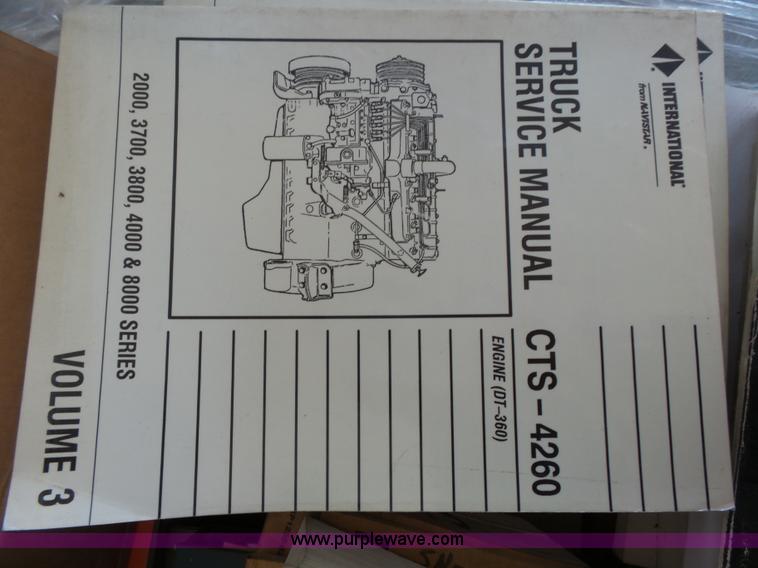 INTERNATIONAL
from NAVISTAR
TRUCK
SERVICE MANUAL CTS-4260
ENGINE (DT-360)
2000, 3700, 3800, 4000 & 8000 SERIES
VOLUME 3
www.purplewave.com